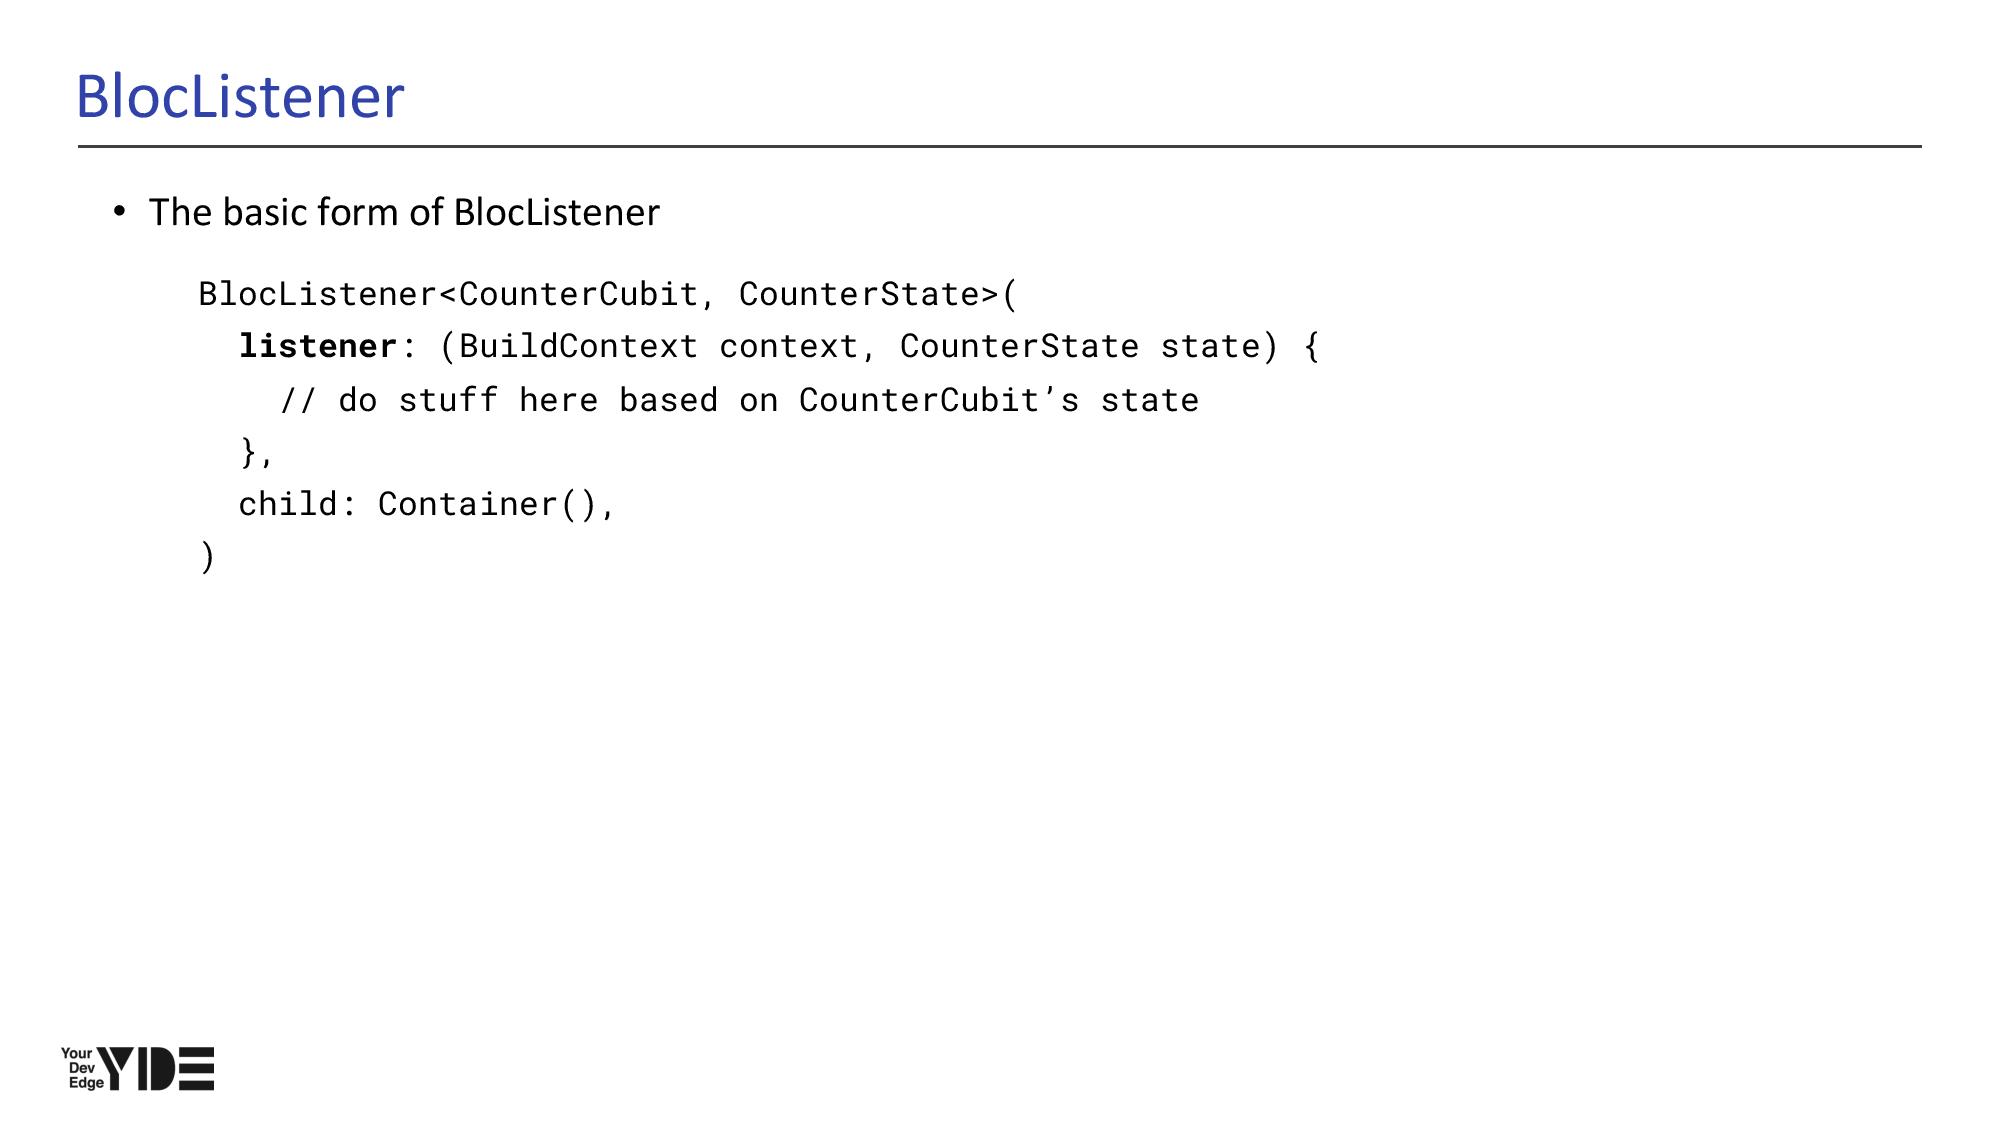 BlocListener
• The basic form of BlocListener
BlocListener<CounterCubit, CounterState>(
  listener: (BuildContext context, CounterState state) {
    // do stuff here based on CounterCubit’s state
  },
  child: Container(),
)
Your
Dev
Edge
YDE